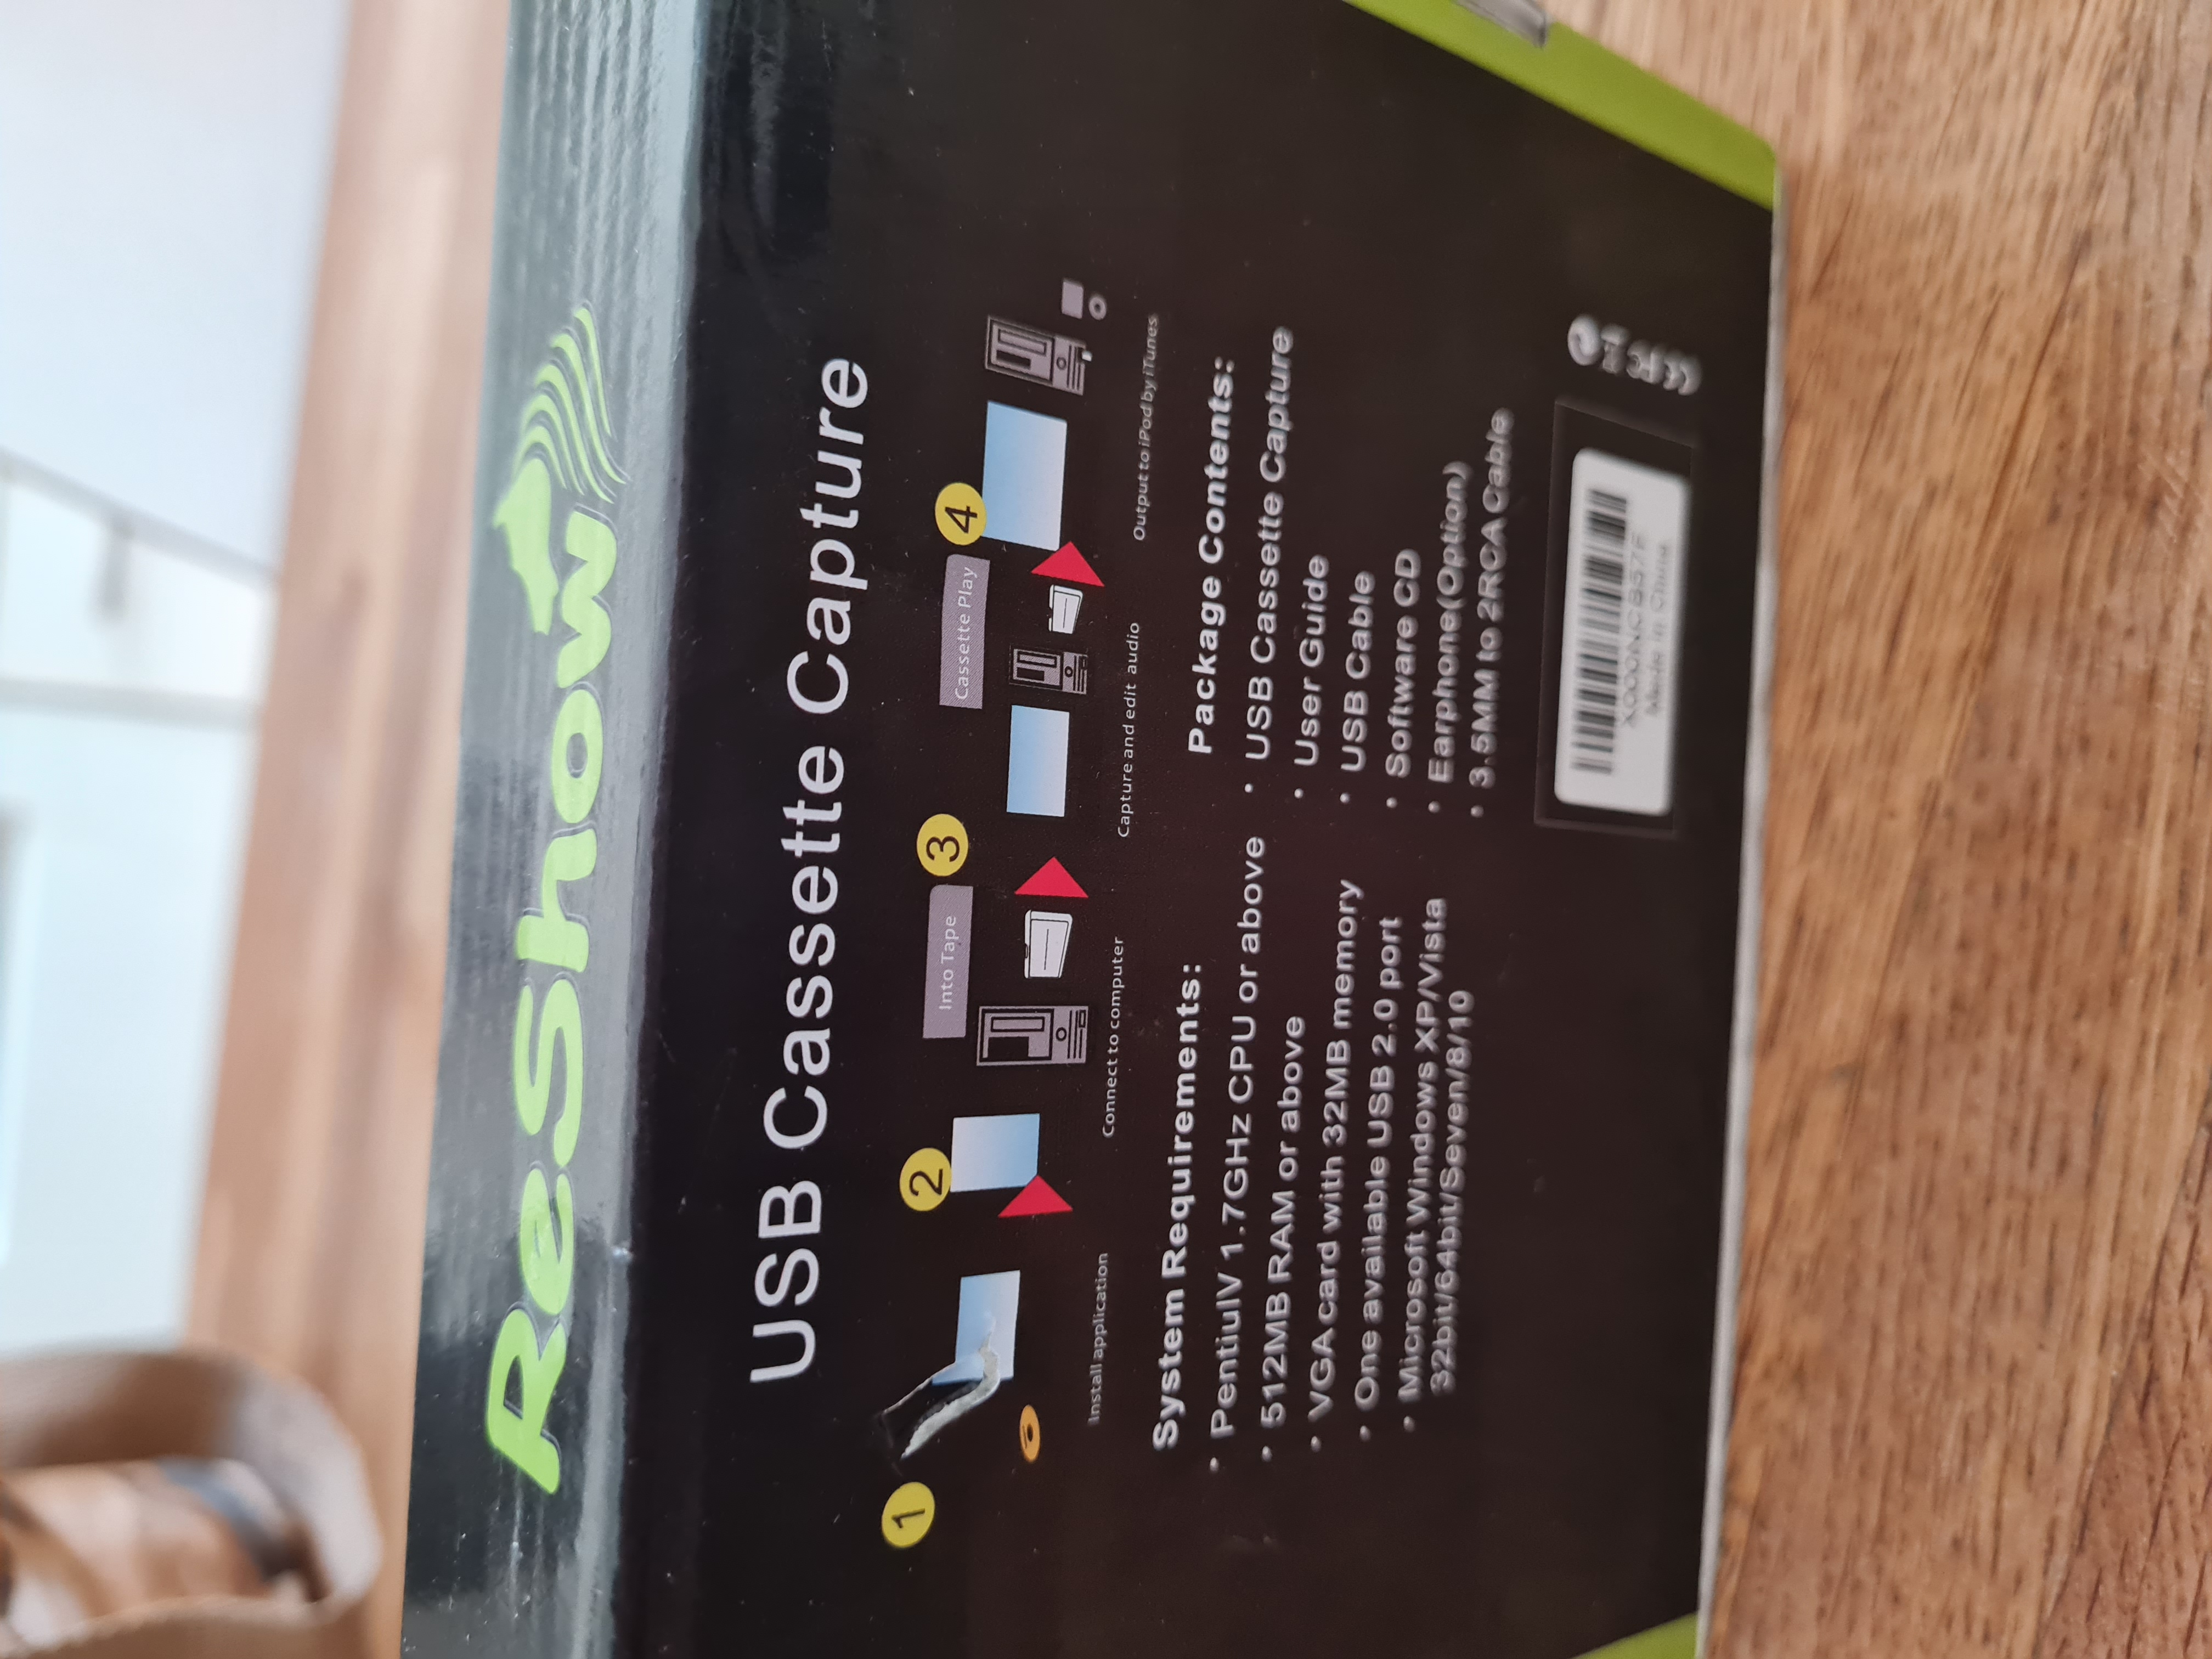 ReShow
USB Cassette Capture
1
2
Into Tape
3
Cassette Play
4
Install application
Connect to computer
Capture and edit audio
Output to iPod by iTunes
System Requirements:
• PentiuIV 1.7GHz CPU or above
• 512MB RAM or above
• VGA card with 32MB memory
• One available USB 2.0 port
• Microsoft Windows XP/Vista
32bit/64bit/Seven/8/10
Package Contents:
• USB Cassette Capture
• User Guide
• USB Cable
• Software CD
• Earphone(Option)
• 3.5MM to 2RCA Cable
Made in China